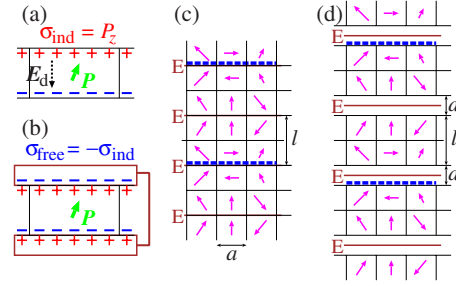 (a)
σind = Pz
+ + + + + + +
Ed
P
− − − − − − −
(b)
σfree = −σind
− − − − − − −
+ + + + + + +
P
− − − − − − −
+ + + + + + +
(c)
E
E
E
E
l
a
(d)
E
E
E
E
a
l
a